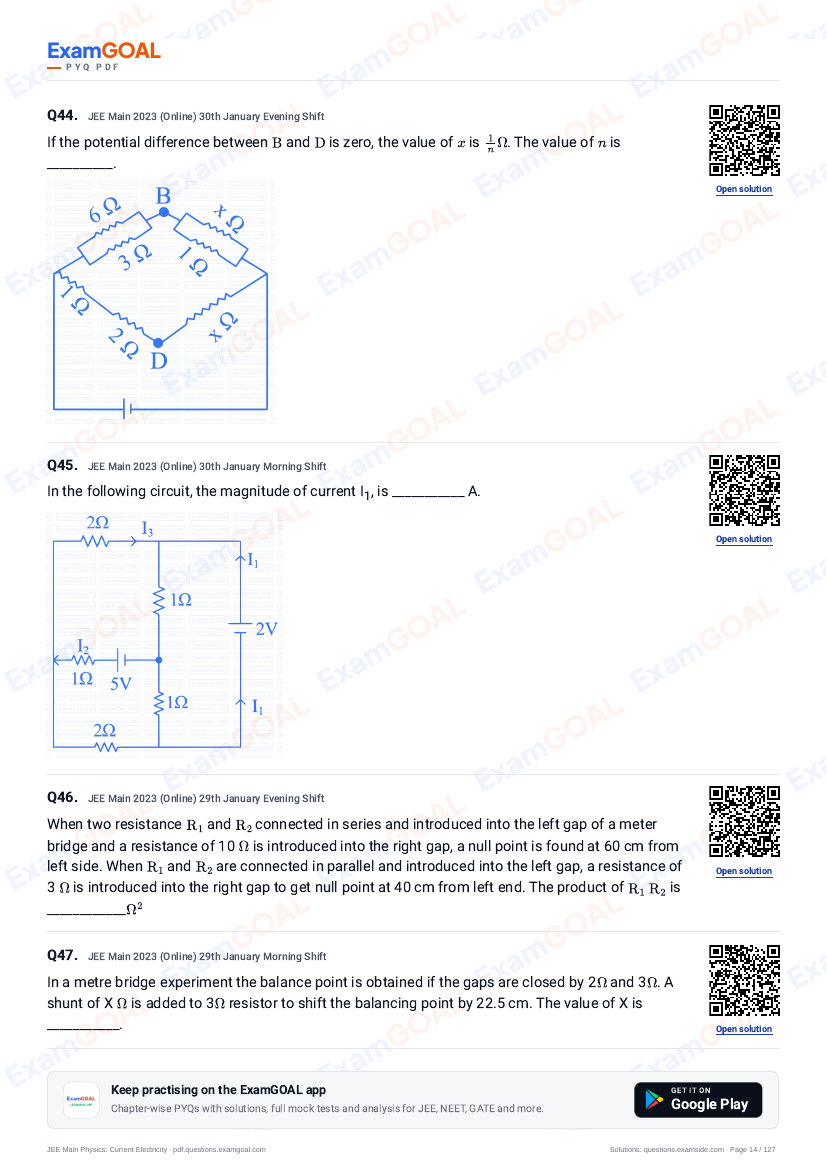 ExamGOAL
PYQ PDF
Q44. JEE Main 2023 (Online) 30th January Evening Shift
If the potential difference between B and D is zero, the value of x is 1/n Ω. The value of n is
_________.
Open solution
B
6 Ω
x Ω
3 Ω
1 Ω
1 Ω
2 Ω
x Ω
D
Q45. JEE Main 2023 (Online) 30th January Morning Shift
In the following circuit, the magnitude of current I₁, is __________ A.
Open solution
2Ω
I₃
I₁
1Ω
2V
I₂
1Ω
5V
1Ω
I₁
2Ω
Q46. JEE Main 2023 (Online) 29th January Evening Shift
When two resistance R₁ and R₂ connected in series and introduced into the left gap of a meter
bridge and a resistance of 10 Ω is introduced into the right gap, a null point is found at 60 cm from
left side. When R₁ and R₂ are connected in parallel and introduced into the left gap, a resistance of
3 Ω is introduced into the right gap to get null point at 40 cm from left end. The product of R₁ R₂ is
___________Ω²
Open solution
Q47. JEE Main 2023 (Online) 29th January Morning Shift
In a metre bridge experiment the balance point is obtained if the gaps are closed by 2Ω and 3Ω. A
shunt of X Ω is added to 3Ω resistor to shift the balancing point by 22.5 cm. The value of X is
__________.
Open solution
ExamGOAL
Keep practising on the ExamGOAL app
Chapter-wise PYQs with solutions, full mock tests and analysis for JEE, NEET, GATE and more.
GET IT ON
Google Play
JEE Main Physics: Current Electricity · pdf.questions.examgoal.com
Solutions: questions.examside.com · Page 14 / 127